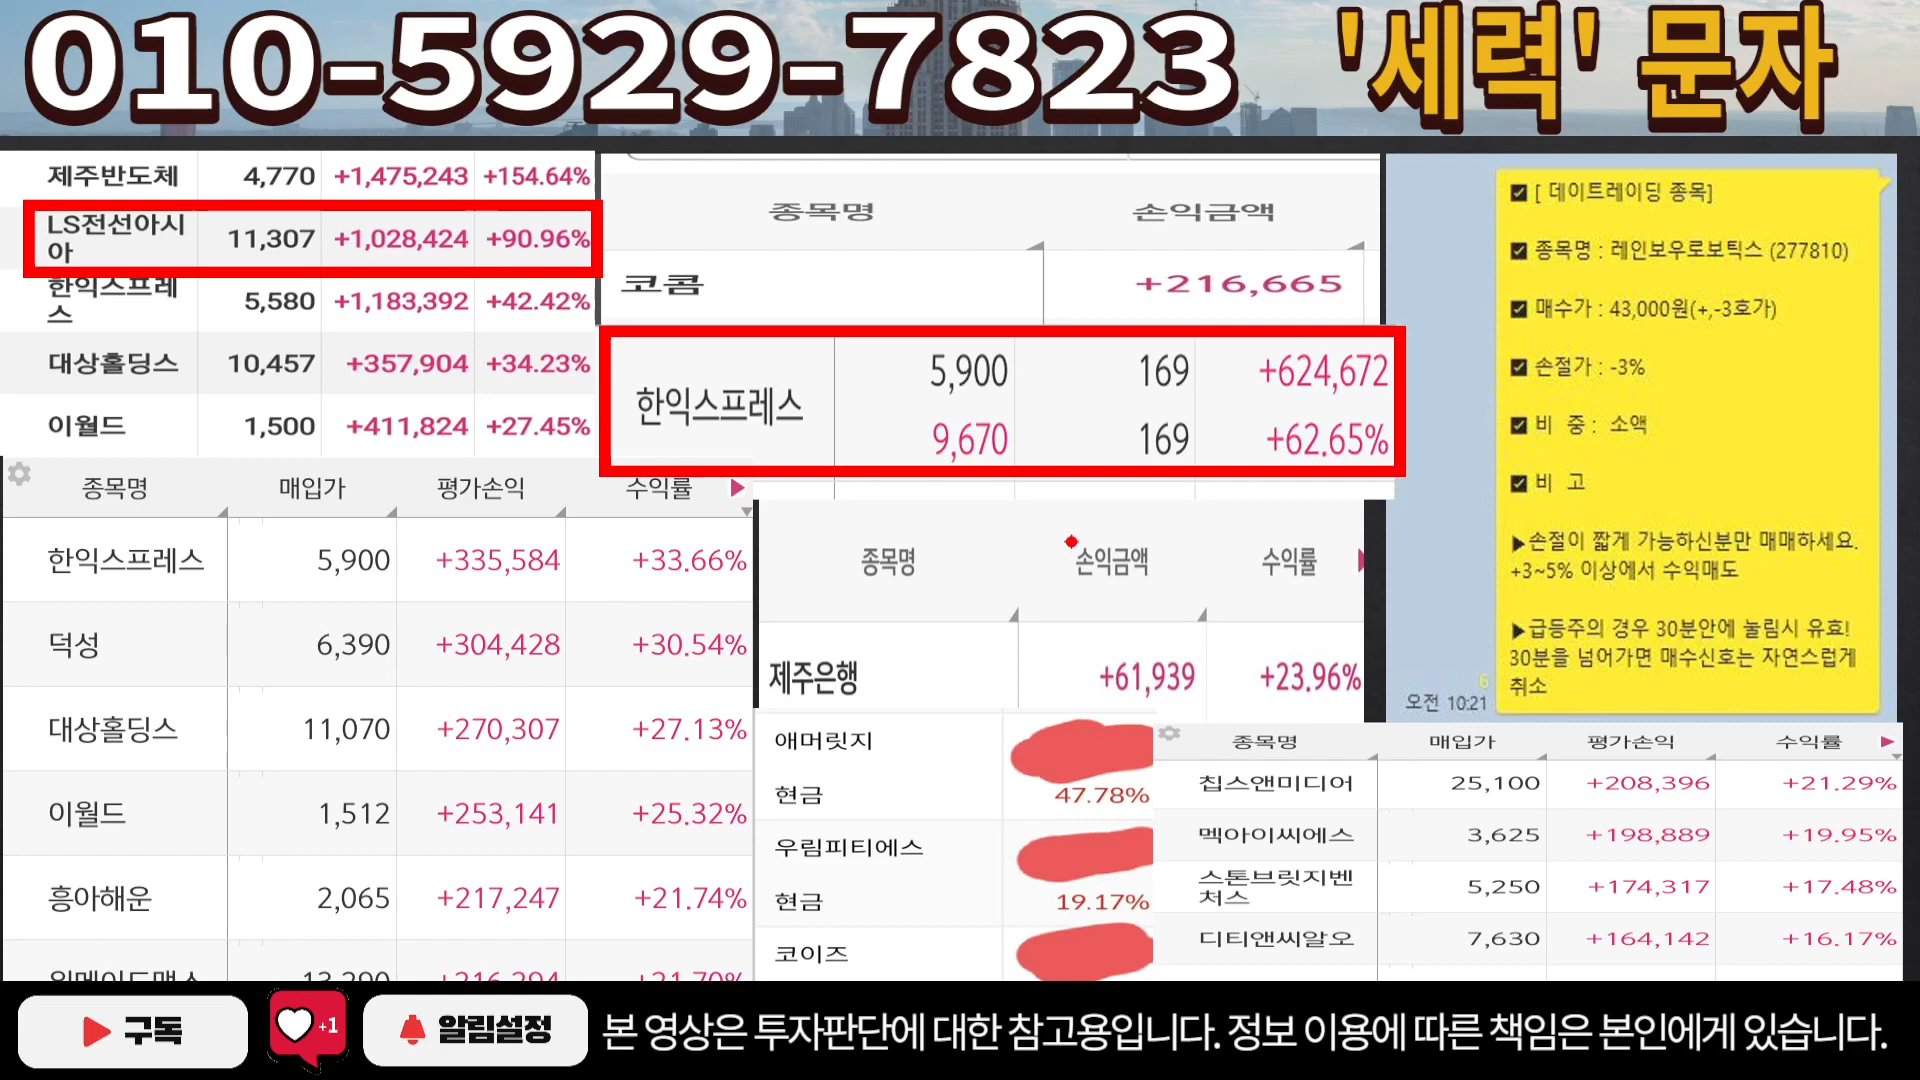 010-5929-7823 '세력' 문자
제주반도체 4,770 +1,475,243 +154.64%
LS전선아시아 11,307 +1,028,424 +90.96%
한익스프레스 5,580 +1,183,392 +42.42%
대상홀딩스 10,457 +357,904 +34.23%
이월드 1,500 +411,824 +27.45%
종목명 손익금액
코콤 +216,665
한익스프레스 5,900 169 +624,672
9,670 169 +62.65%
[ 데이트레이딩 종목]
종목명 : 레인보우로보틱스 (277810)
매수가 : 43,000원(+,-3호가)
손절가 : -3%
비 중 : 소액
비 고
▶손절이 짧게 가능하신분만 매매하세요.
+3~5% 이상에서 수익매도
▶급등주의 경우 30분안에 눌림시 유효!
30분을 넘어가면 매수신호는 자연스럽게
취소
6
오전 10:21
종목명 매입가 평가손익 수익률
한익스프레스 5,900 +335,584 +33.66%
덕성 6,390 +304,428 +30.54%
대상홀딩스 11,070 +270,307 +27.13%
이월드 1,512 +253,141 +25.32%
흥아해운 2,065 +217,247 +21.74%
종목명 손익금액 수익률
제주은행 +61,939 +23.96%
애머릿지
현금 47.78%
우림피티에스
현금 19.17%
코이즈
종목명 매입가 평가손익 수익률
칩스앤미디어 25,100 +208,396 +21.29%
멕아이씨에스 3,625 +198,889 +19.95%
스톤브릿지벤처스 5,250 +174,317 +17.48%
디티앤씨알오 7,630 +164,142 +16.17%
구독 +1 알림설정 본 영상은 투자판단에 대한 참고용입니다. 정보 이용에 따른 책임은 본인에게 있습니다.